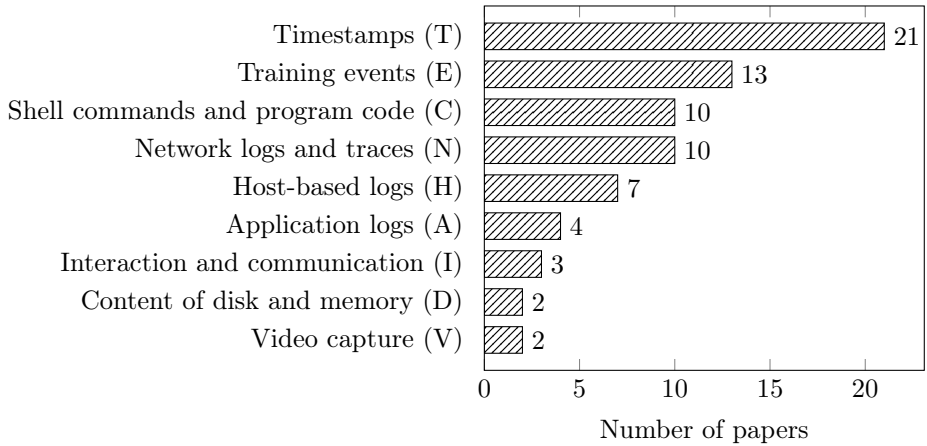 Timestamps (T) 21
Training events (E) 13
Shell commands and program code (C) 10
Network logs and traces (N) 10
Host-based logs (H) 7
Application logs (A) 4
Interaction and communication (I) 3
Content of disk and memory (D) 2
Video capture (V) 2
0 5 10 15 20
Number of papers